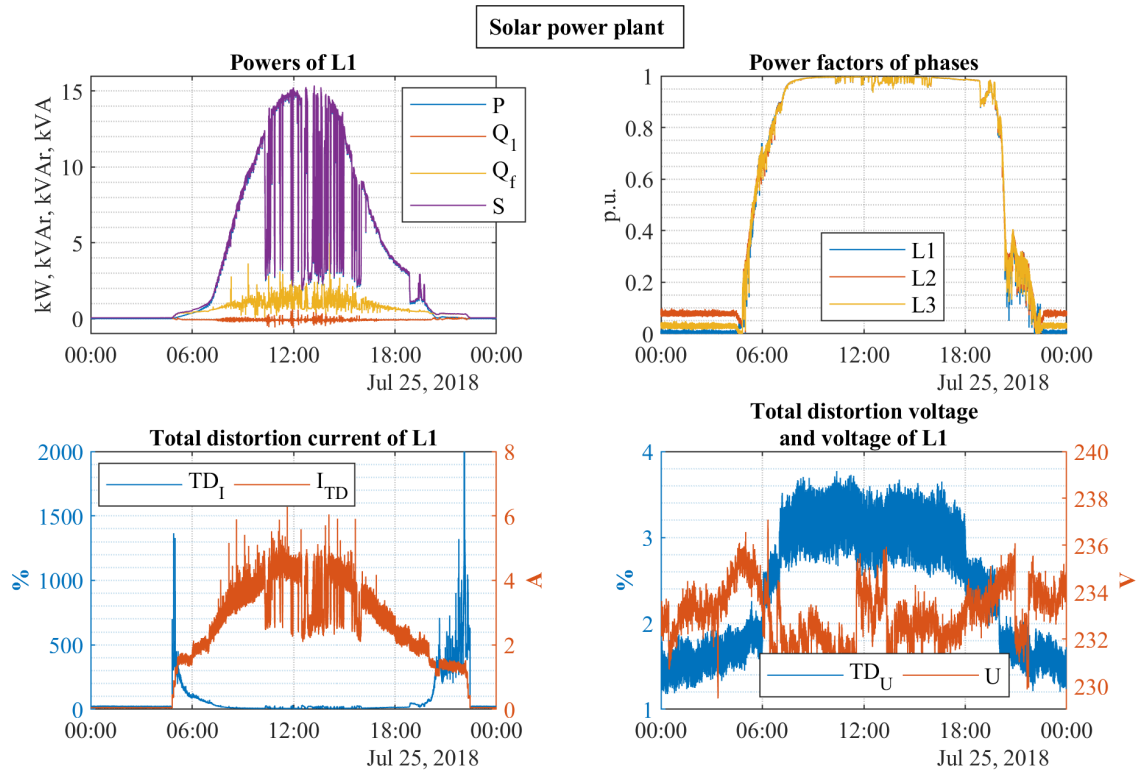 Solar power plant
Powers of L1
kW, kVAr, kVAr, kVA
15
10
5
0
P
Q1
Qf
S
00:00 06:00 12:00 18:00 00:00
Jul 25, 2018
Power factors of phases
p.u.
1
0.8
0.6
0.4
0.2
0
L1
L2
L3
00:00 06:00 12:00 18:00 00:00
Jul 25, 2018
Total distortion current of L1
%
2000
1500
1000
500
0
TDI ITD
8
6
4
2
0
A
00:00 06:00 12:00 18:00 00:00
Jul 25, 2018
Total distortion voltage
and voltage of L1
%
4
3
2
1
TDU U
240
238
236
234
232
230
V
00:00 06:00 12:00 18:00 00:00
Jul 25, 2018